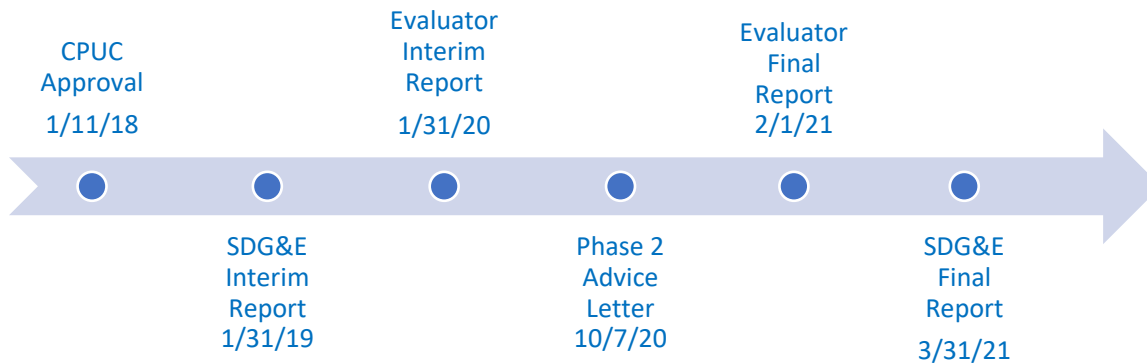 CPUC
Approval
1/11/18
SDG&E
Interim
Report
1/31/19
Evaluator
Interim
Report
1/31/20
Phase 2
Advice
Letter
10/7/20
Evaluator
Final
Report
2/1/21
SDG&E
Final
Report
3/31/21